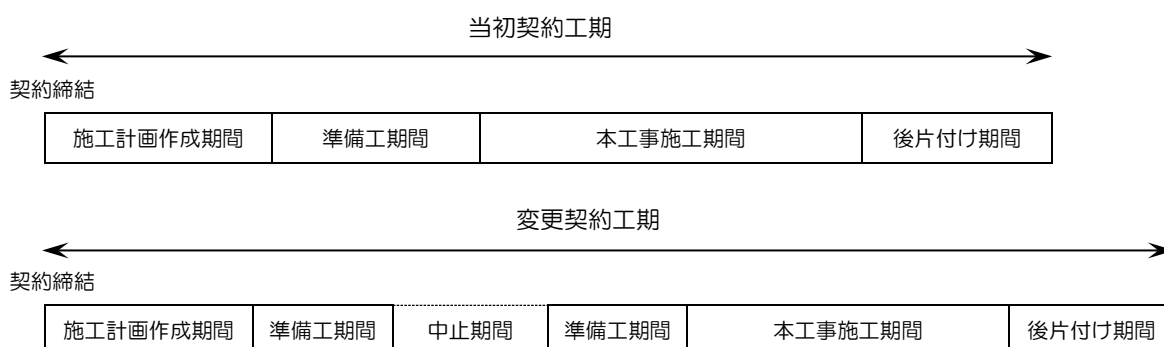 当初契約工期
契約締結
施工計画作成期間 準備工期間 本工事施工期間 後片付け期間
変更契約工期
契約締結
施工計画作成期間 準備工期間 中止期間 準備工期間 本工事施工期間 後片付け期間